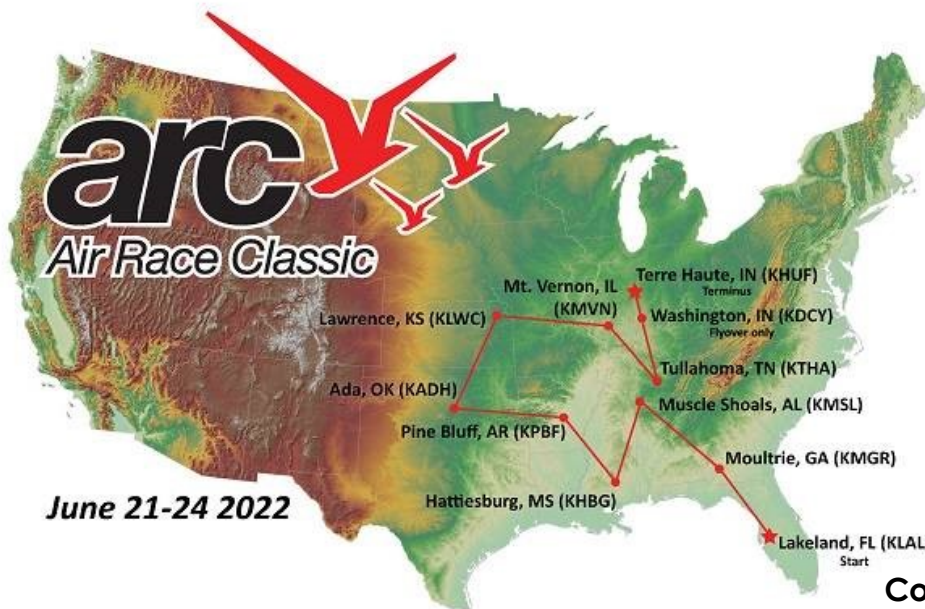 arc
Air Race Classic
Terre Haute, IN (KHUF)
Terminus
Mt. Vernon, IL
(KMVN)
Lawrence, KS (KLWC)
Washington, IN (KDCY)
Flyover only
Tullahoma, TN (KTHA)
Ada, OK (KADH)
Muscle Shoals, AL (KMSL)
Pine Bluff, AR (KPBF)
Moultrie, GA (KMGR)
Hattiesburg, MS (KHBG)
June 21-24 2022
Lakeland, FL (KLAL
Start
Co